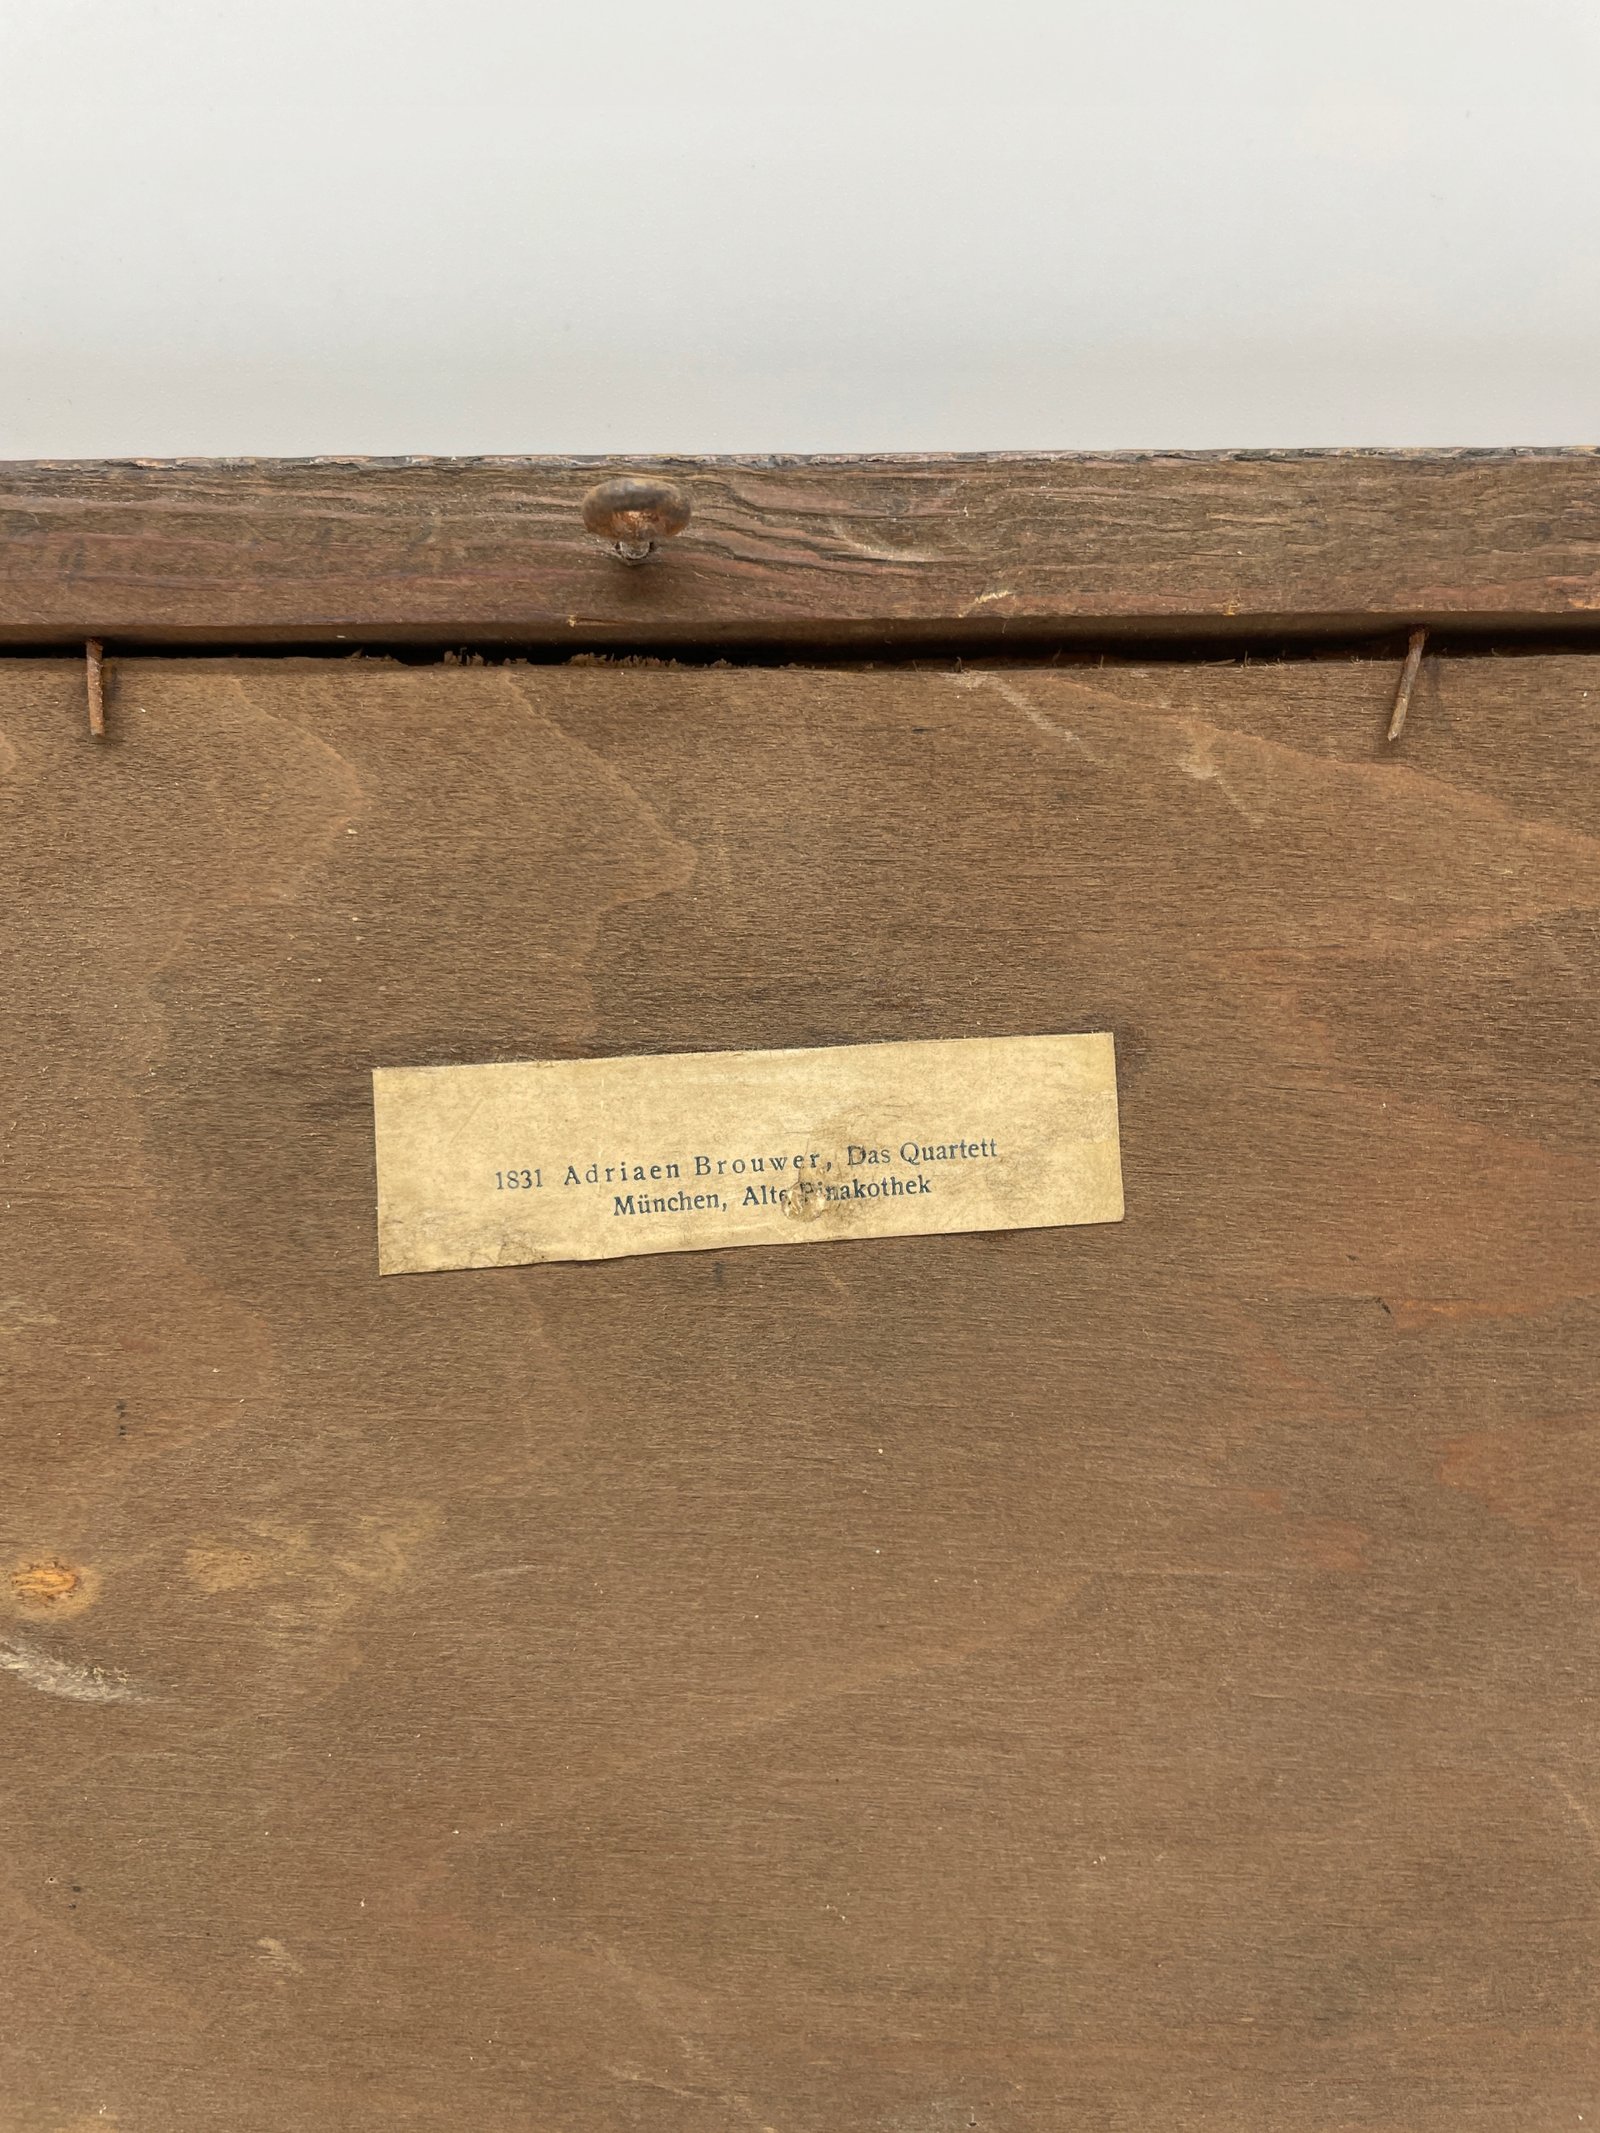 1831 Adriaen Brouwer, Das Quartett
München, Alte Pinakothek